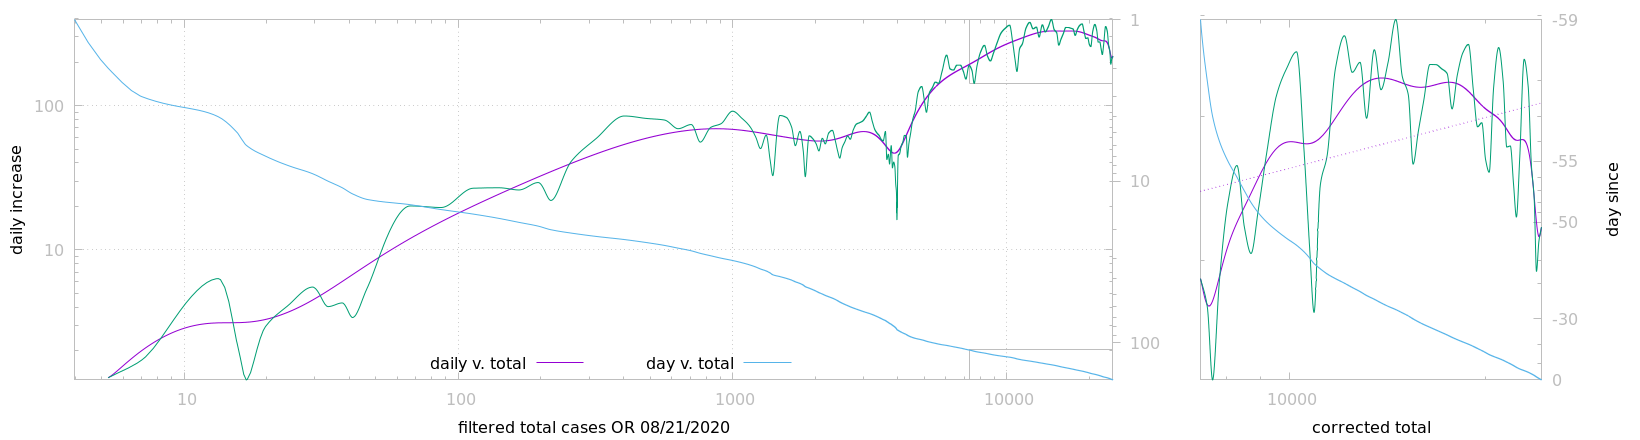 1
-59
100
10
-55
-50
daily increase
day since
10
-30
100
daily v. total
day v. total
0
10
100
1000
10000
10000
filtered total cases OR 08/21/2020
corrected total